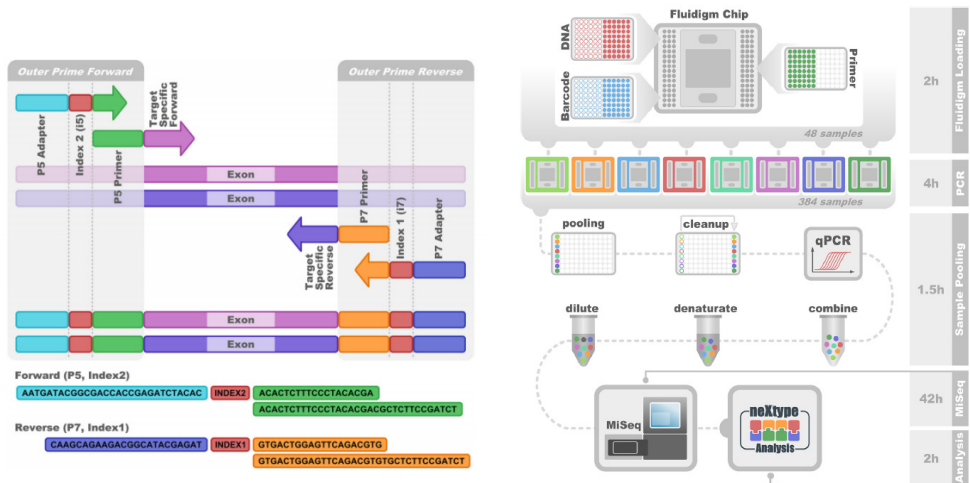 Outer Prime Forward
Outer Prime Reverse
P5 Adapter
Index 2 (i5)
P5 Primer
Target
Specific
Forward
Exon
Exon
Target
Specific
Reverse
P7 Primer
Index 1 (i7)
P7 Adapter
Exon
Exon
Forward (P5, Index2)
AATGATACGGCGACCACCGAGATCTACAC INDEX2 ACACTCTTTCCCTACACGA
ACACTCTTTCCCTACACGACGCTCTTCCGATCT
Reverse (P7, Index1)
CAAGCAGAAGACGGCATACGAGAT INDEX1 GTGACTGGAGTTCAGACGTG
GTGACTGGAGTTCAGACGTGTGCTCTTCCGATCT
Fluidigm Chip
DNA
Barcode
Primer
48 samples
2h
Fluidigm Loading
384 samples
4h
PCR
pooling
cleanup
qPCR
dilute
denaturate
combine
1.5h
Sample Pooling
MiSeq
neXtype
Analysis
42h
MiSeq
2h
Analysis